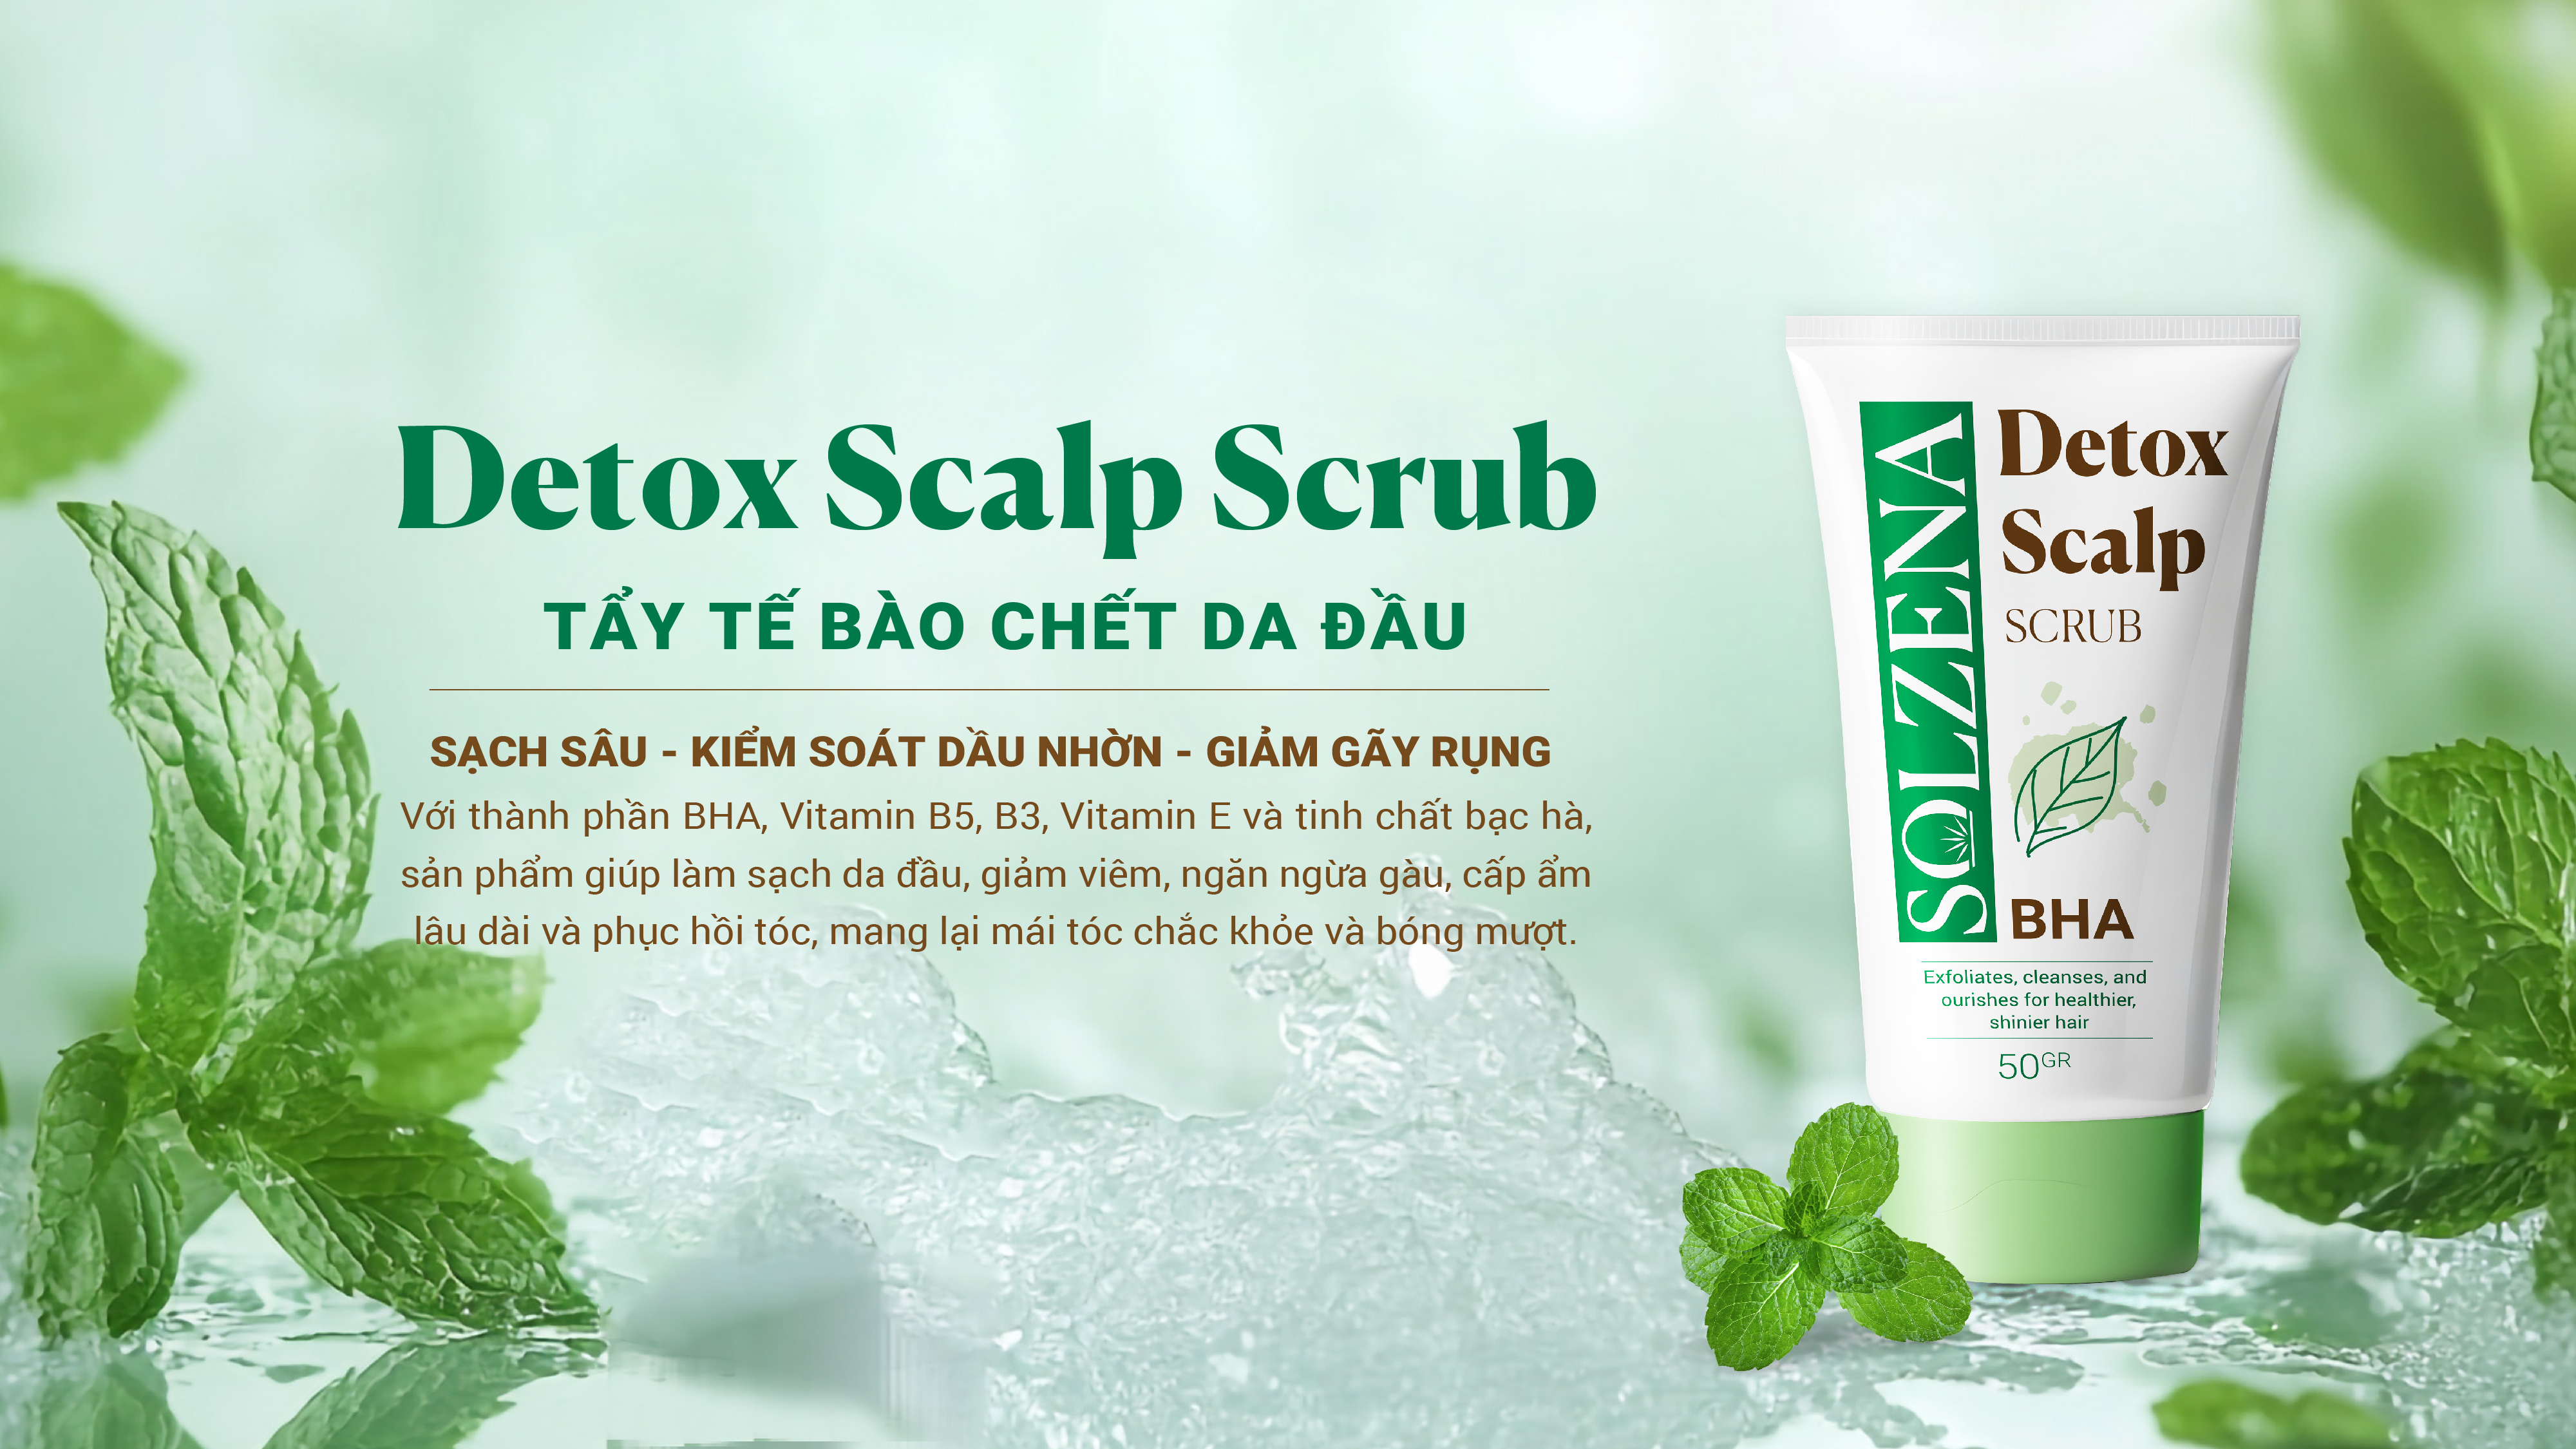 Detox Scalp Scrub
TẨY TẾ BÀO CHẾT DA ĐẦU
SẠCH SÂU - KIỂM SOÁT DẦU NHỜN - GIẢM GÃY RỤNG
Với thành phần BHA, Vitamin B5, B3, Vitamin E và tinh chất bạc hà,
sản phẩm giúp làm sạch da đầu, giảm viêm, ngăn ngừa gàu, cấp ẩm
lâu dài và phục hồi tóc, mang lại mái tóc chắc khỏe và bóng mượt.
SOLZENA
Detox
Scalp
SCRUB
BHA
Exfoliates, cleanses, and
ourishes for healthier,
shinier hair
50GR